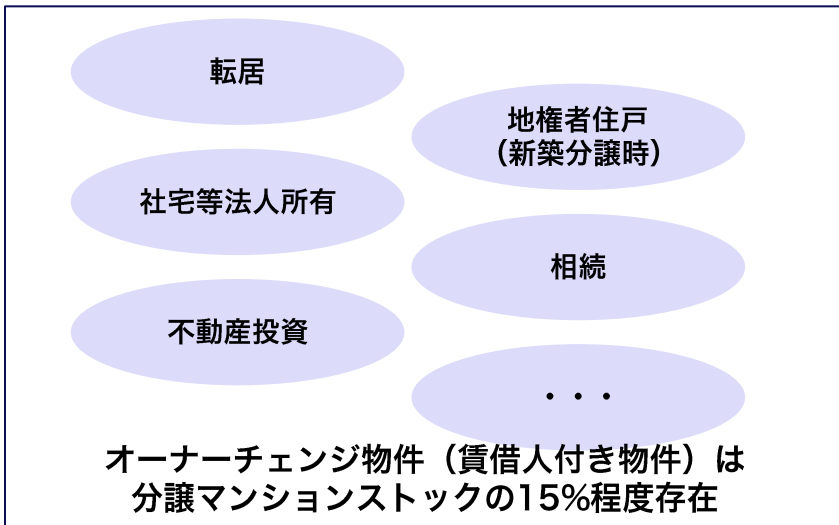 転居
地権者住戸
（新築分譲時）
社宅等法人所有
相続
不動産投資
・・・
オーナーチェンジ物件（賃借人付き物件）は
分譲マンションストックの15%程度存在